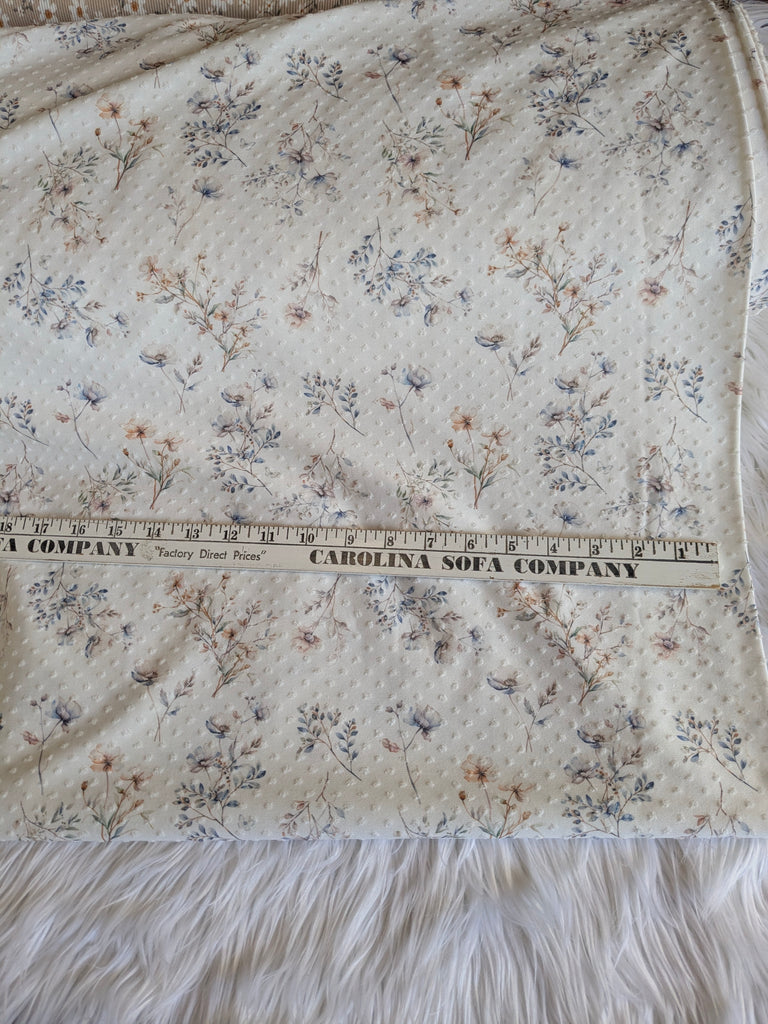 18 17 16 15 14 13 12 11 10 9 8 7 6 5 4 3 2 1
FA COMPANY "Factory Direct Prices" CAROLINA SOFA COMPANY